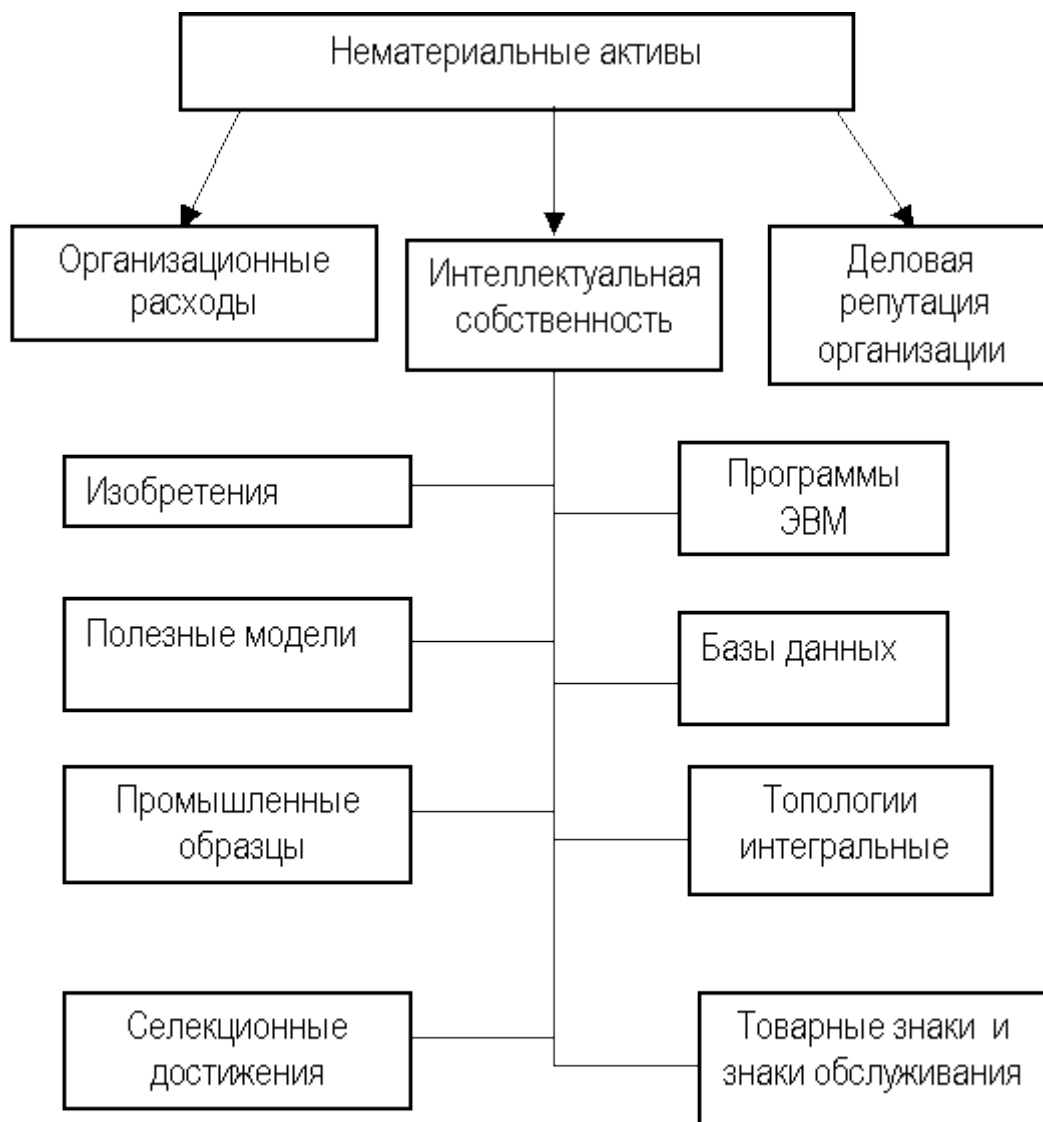 Нематериальные активы
Организационные
расходы
Интеллектуальная
собственность
Деловая
репутация
организации
Изобретения
Программы
ЭВМ
Полезные модели
Базы данных
Промышленные
образцы
Топологии
интегральные
Селекционные
достижения
Товарные знаки и
знаки обслуживания